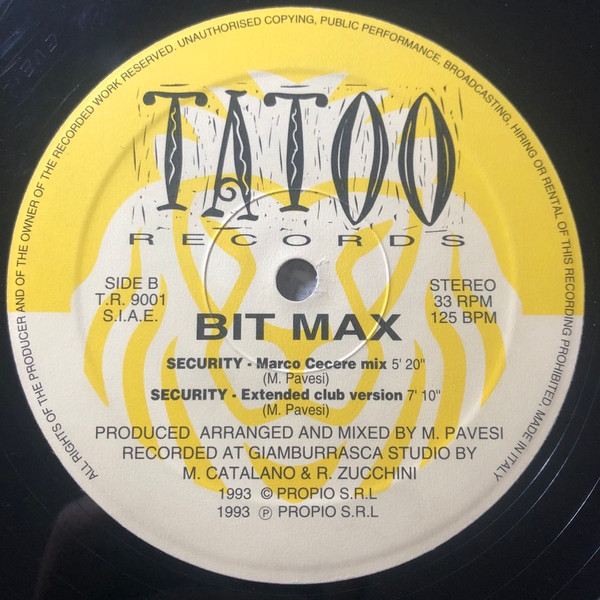 ALL RIGHTS OF THE PRODUCER AND OF THE OWNER OF THE RECORDED WORK RESERVED. UNAUTHORISED COPYING, PUBLIC PERFORMANCE, BROADCASTING, HIRING OR RENTAL OF THIS RECORDING PROHIBITED. MADE IN ITALY
TATOO
RECORDS
SIDE B
T.R. 9001
S.I.A.E.
STEREO
33 RPM
125 BPM
BIT MAX
SECURITY - Marco Cecere mix 5' 20"
(M. Pavesi)
SECURITY - Extended club version 7' 10"
(M. Pavesi)
PRODUCED ARRANGED AND MIXED BY M. PAVESI
RECORDED AT GIAMBURRASCA STUDIO BY
M. CATALANO & R. ZUCCHINI
1993 © PROPIO S.R.L
1993 ℗ PROPIO S.R.L